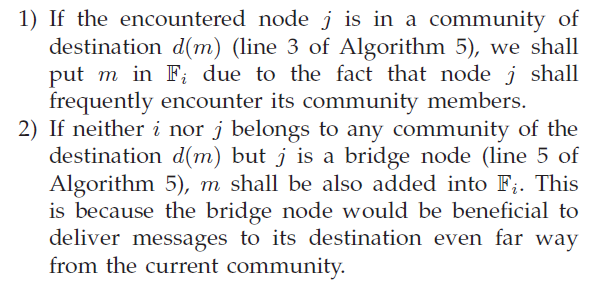 1) If the encountered node j is in a community of
destination d(m) (line 3 of Algorithm 5), we shall
put m in 𝔽ᵢ due to the fact that node j shall
frequently encounter its community members.
2) If neither i nor j belongs to any community of the
destination d(m) but j is a bridge node (line 5 of
Algorithm 5), m shall be also added into 𝔽ᵢ. This
is because the bridge node would be beneficial to
deliver messages to its destination even far way
from the current community.